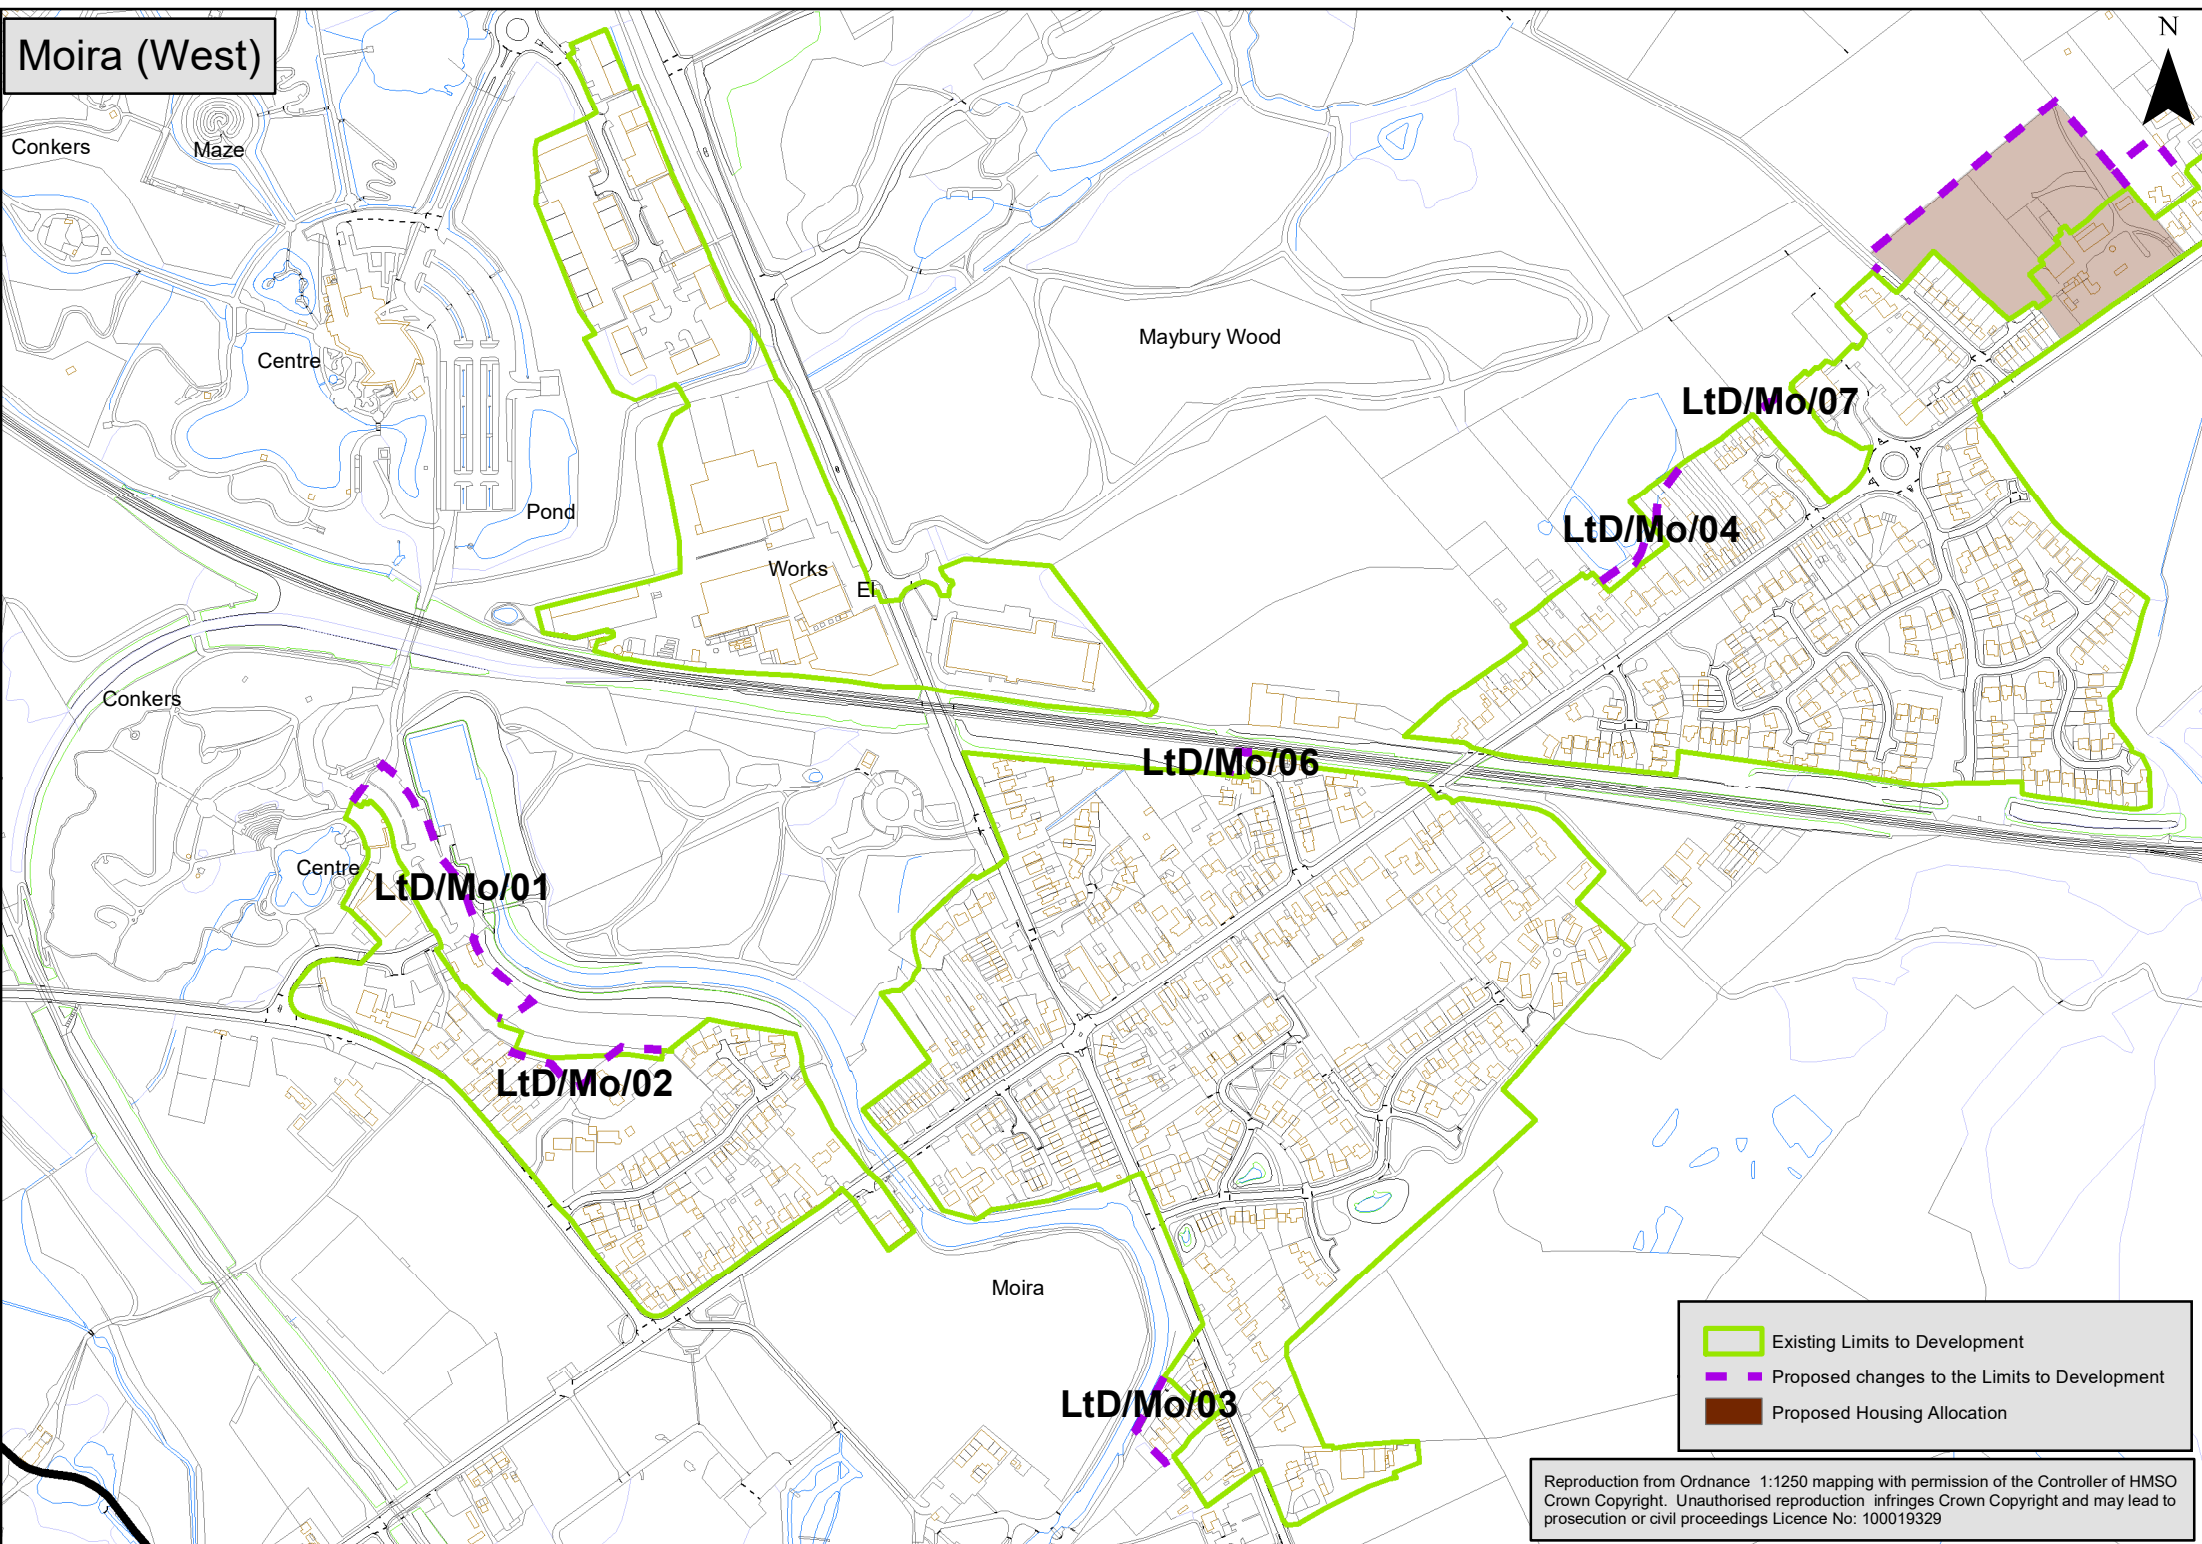 Moira (West)
N
Conkers
Maze
Centre
Maybury Wood
LtD/Mo/07
Pond
LtD/Mo/04
Works
El
Conkers
LtD/Mo/06
Centre
LtD/Mo/01
LtD/Mo/02
Moira
LtD/Mo/03
Existing Limits to Development
Proposed changes to the Limits to Development
Proposed Housing Allocation
Reproduction from Ordnance 1:1250 mapping with permission of the Controller of HMSO
Crown Copyright. Unauthorised reproduction infringes Crown Copyright and may lead to
prosecution or civil proceedings Licence No: 100019329